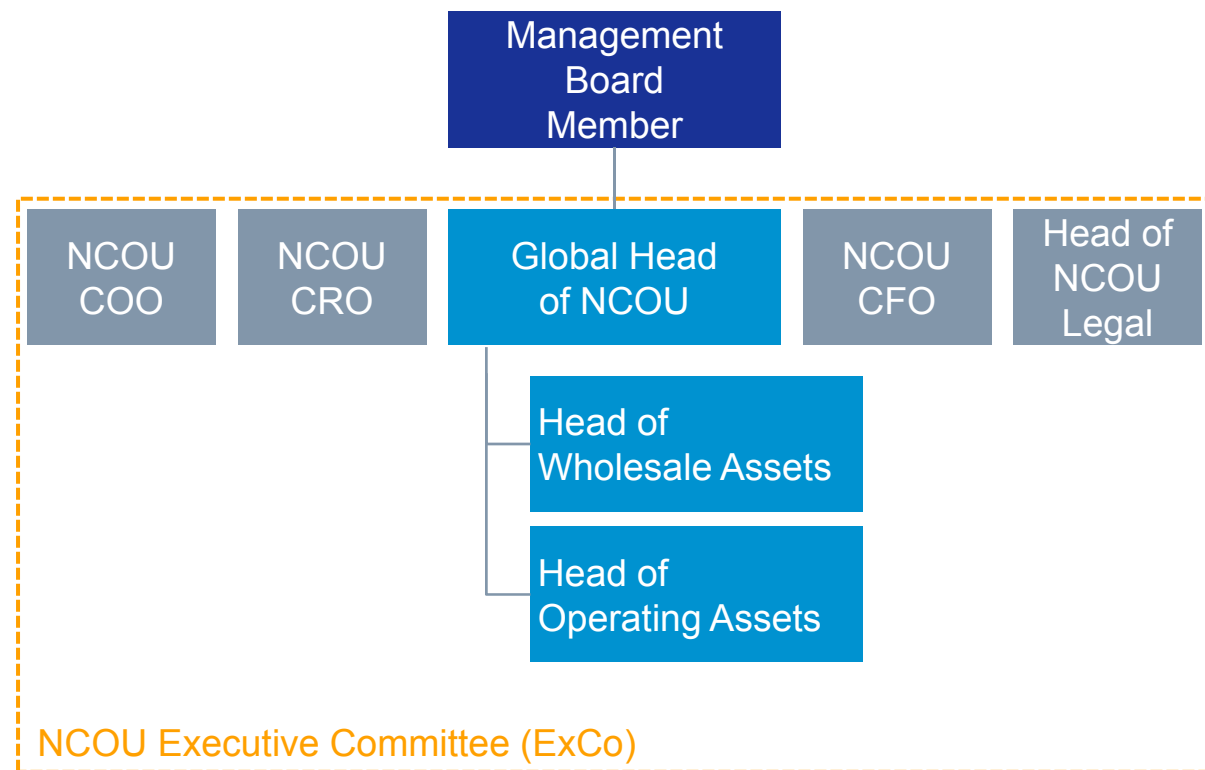 Management
Board
Member
NCOU
COO
NCOU
CRO
Global Head
of NCOU
NCOU
CFO
Head of
NCOU
Legal
Head of
Wholesale Assets
Head of
Operating Assets
NCOU Executive Committee (ExCo)